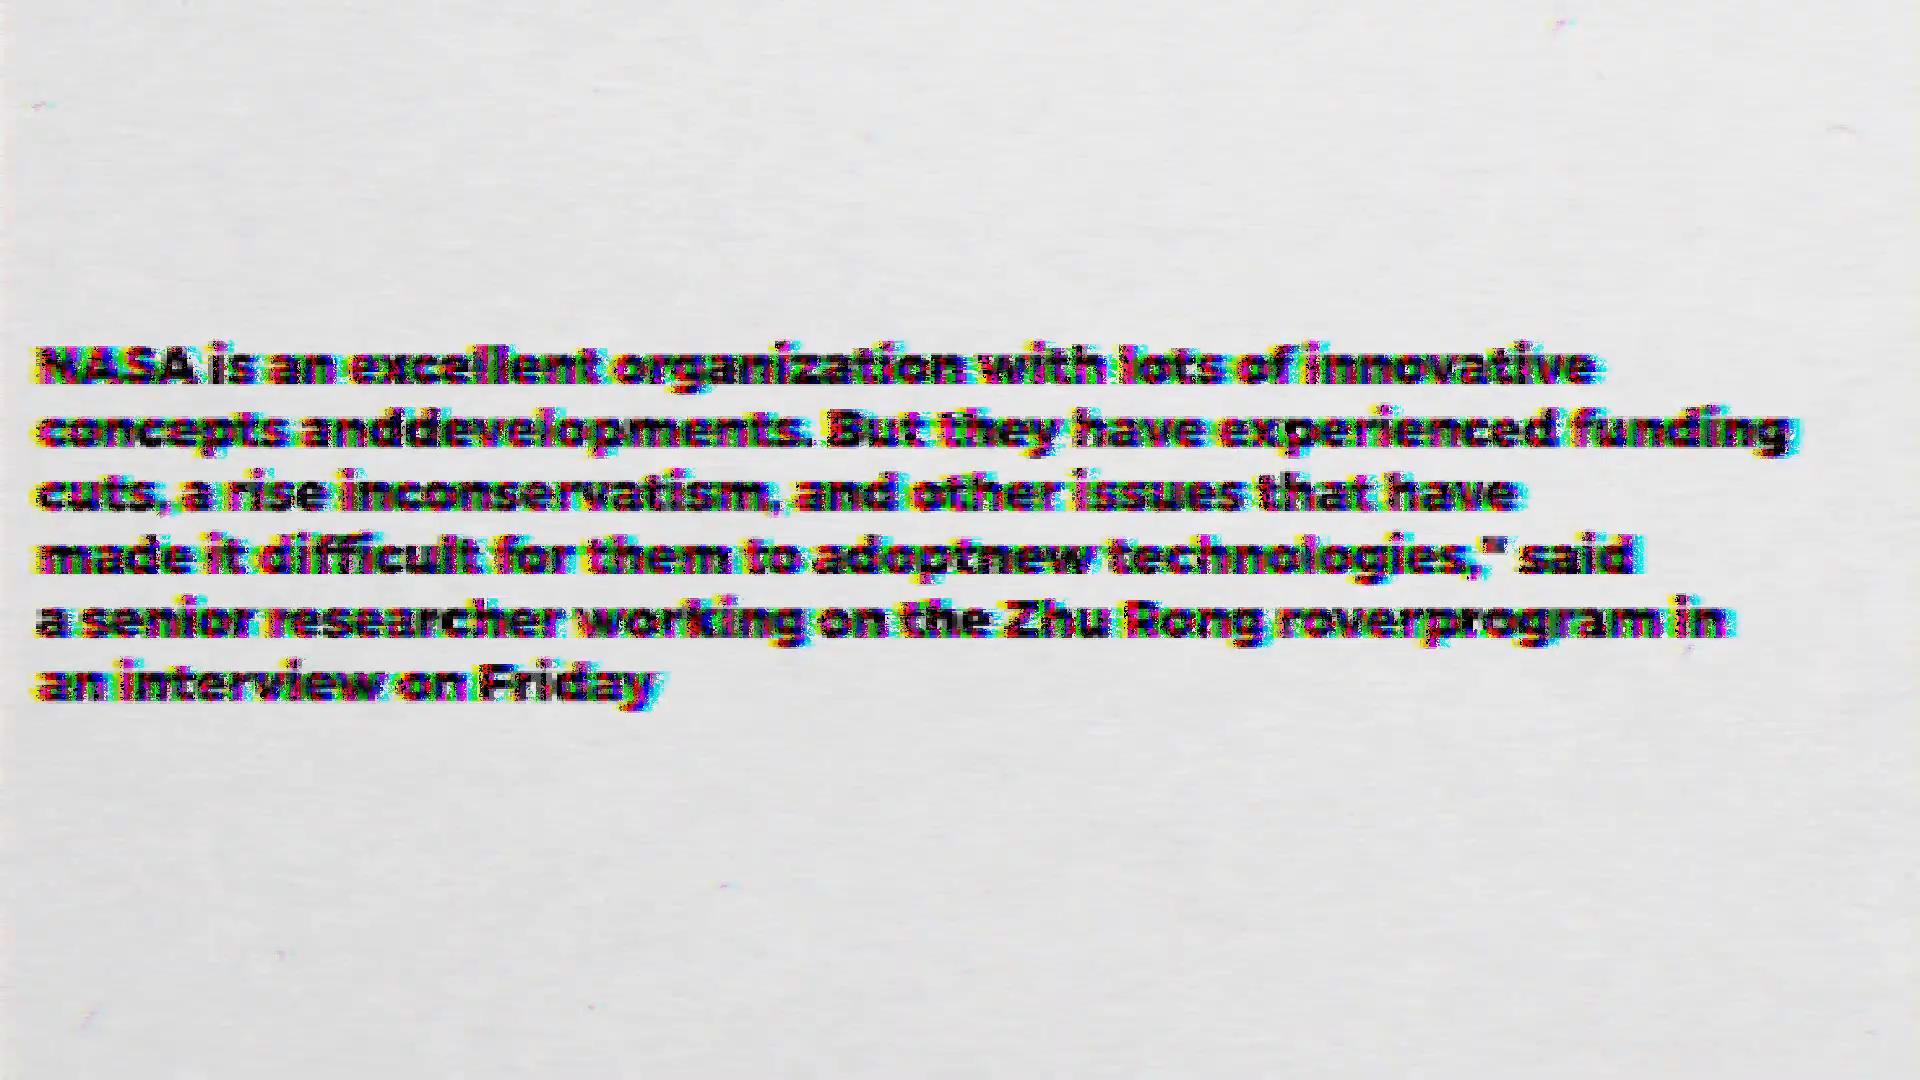 NASA is an excellent organization with lots of innovative
concepts anddevelopments. But they have experienced funding
cuts, a rise inconservatism, and other issues that have
made it difficult for them to adoptnew technologies," said
a senior researcher working on the Zhu Rong roverprogram in
an interview on Friday